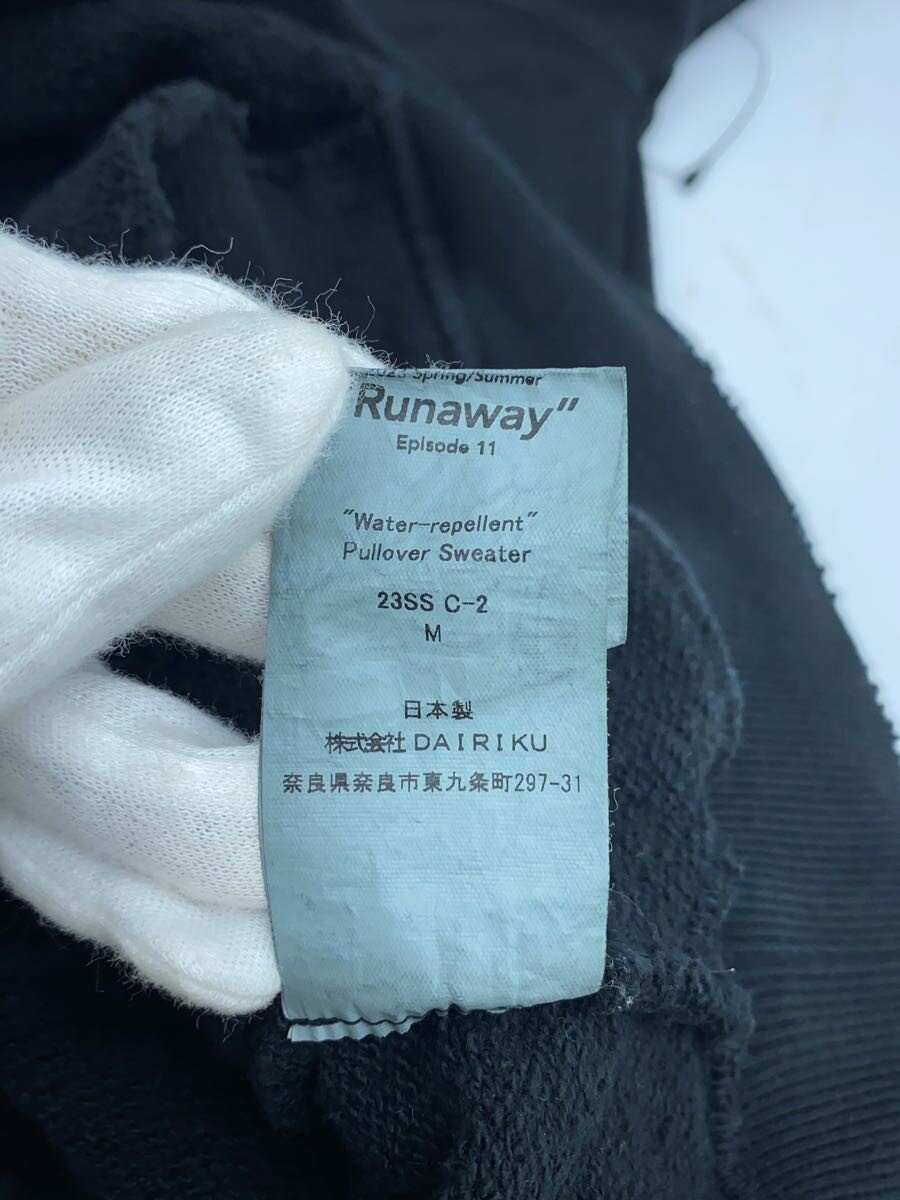 2023 Spring/Summer
Runaway"
Episode 11
"Water-repellent"
Pullover Sweater
23SS C-2
M
日本製
株式会社 DAIRIKU
奈良県奈良市東九条町297-31